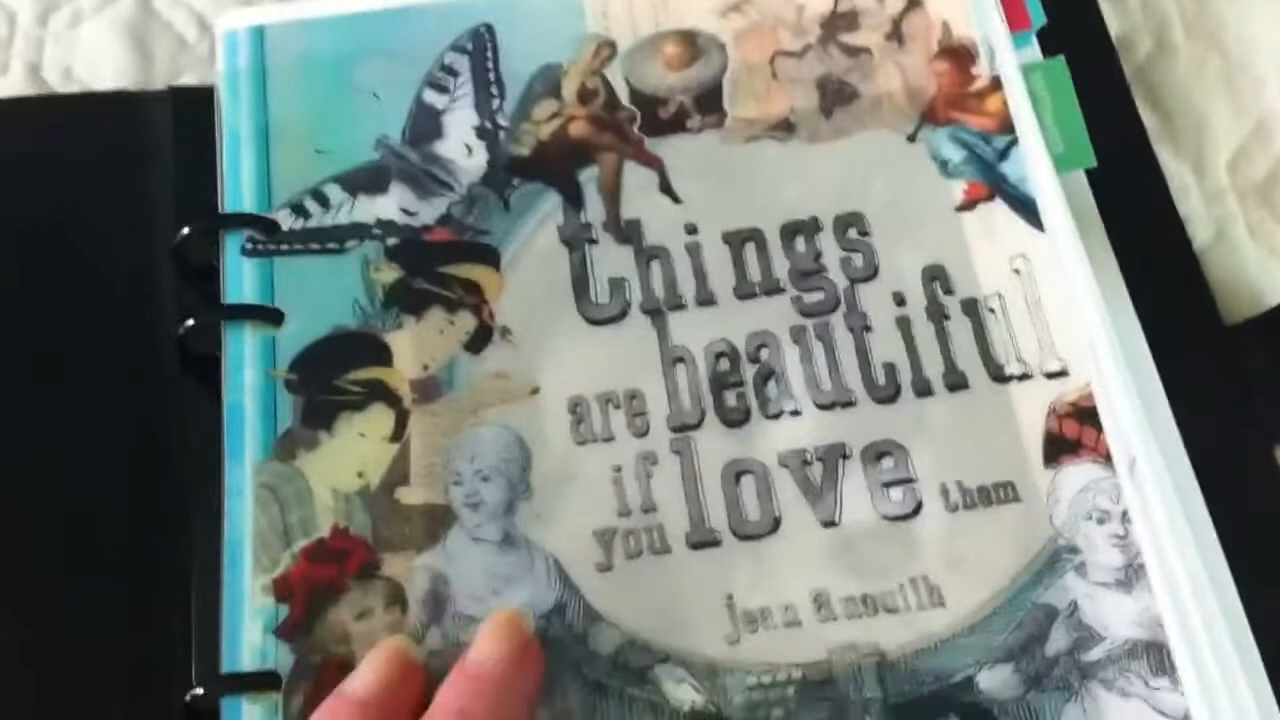 things
are beautiful
if love
you them
jean Anouilh